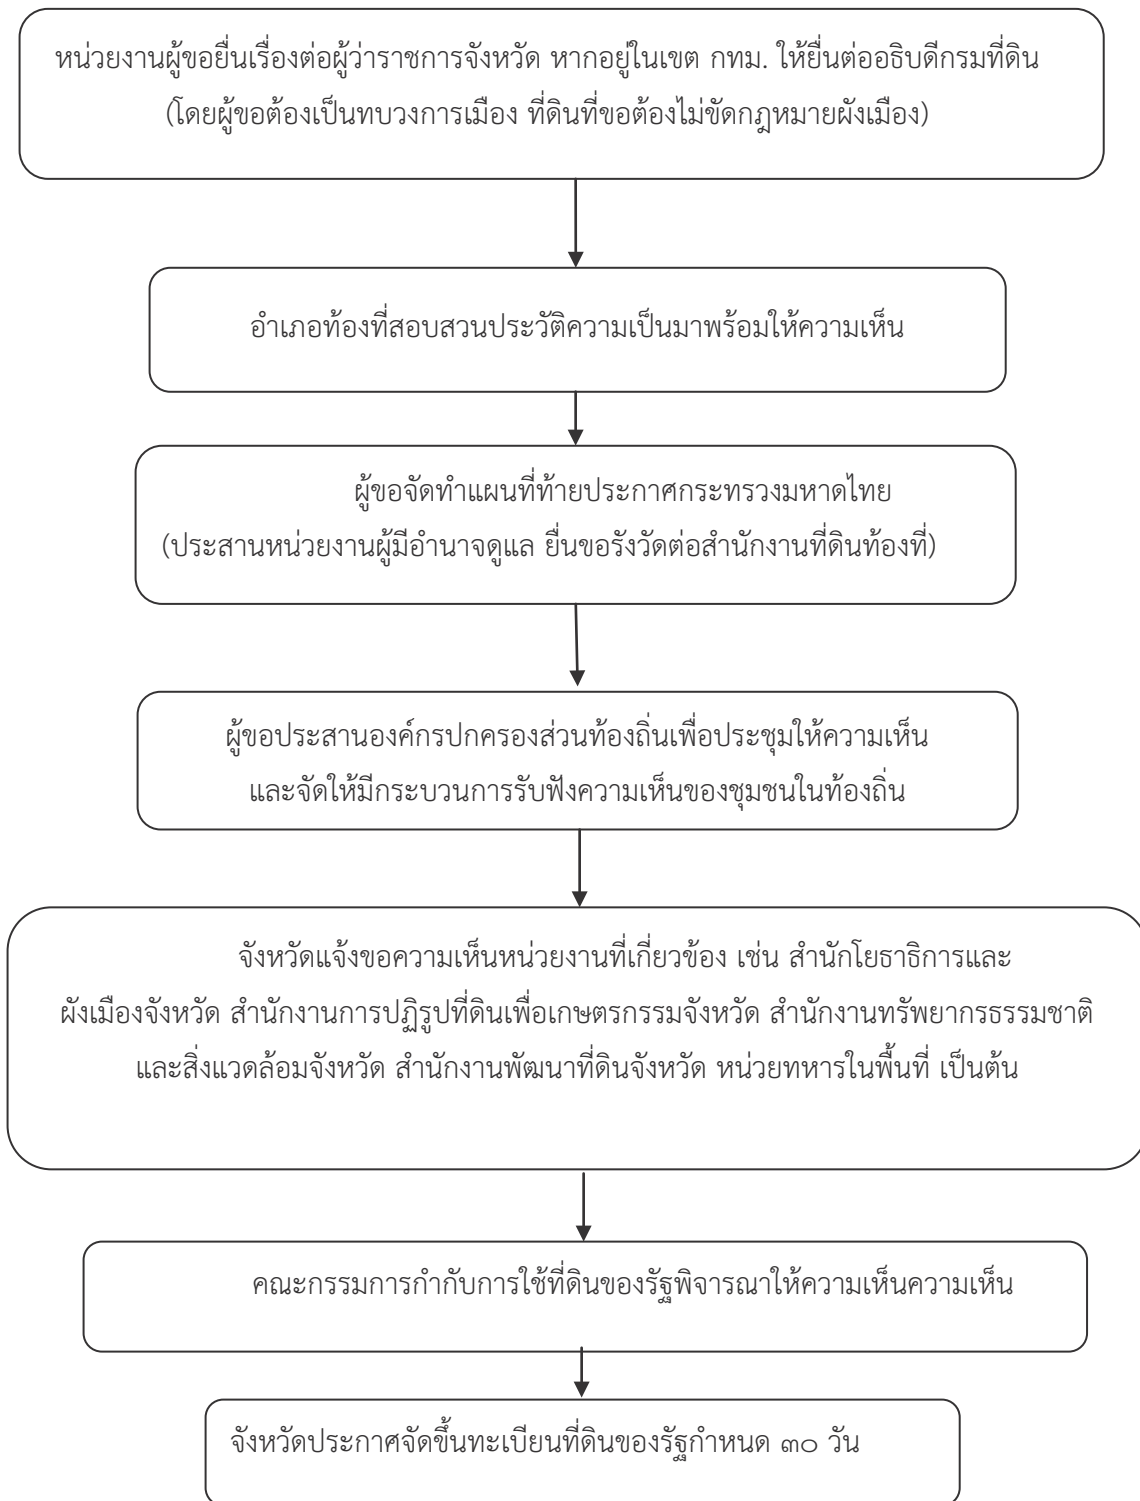 หน่วยงานผู้ขอยื่นเรื่องต่อผู้ว่าราชการจังหวัด หากอยู่ในเขต กทม. ให้ยื่นต่ออธิบดีกรมที่ดิน
(โดยผู้ขอต้องเป็นทบวงการเมือง ที่ดินที่ขอต้องไม่ขัดกฎหมายผังเมือง)
อำเภอท้องที่สอบสวนประวัติความเป็นมาพร้อมให้ความเห็น
ผู้ขอจัดทำแผนที่ท้ายประกาศกระทรวงมหาดไทย
(ประสานหน่วยงานผู้มีอำนาจดูแล ยื่นขอรังวัดต่อสำนักงานที่ดินท้องที่)
ผู้ขอประสานองค์กรปกครองส่วนท้องถิ่นเพื่อประชุมให้ความเห็น
และจัดให้มีกระบวนการรับฟังความเห็นของชุมชนในท้องถิ่น
จังหวัดแจ้งขอความเห็นหน่วยงานที่เกี่ยวข้อง เช่น สำนักโยธาธิการและ
ผังเมืองจังหวัด สำนักงานการปฏิรูปที่ดินเพื่อเกษตรกรรมจังหวัด สำนักงานทรัพยากรธรรมชาติ
และสิ่งแวดล้อมจังหวัด สำนักงานพัฒนาที่ดินจังหวัด หน่วยทหารในพื้นที่ เป็นต้น
คณะกรรมการกำกับการใช้ที่ดินของรัฐพิจารณาให้ความเห็นความเห็น
จังหวัดประกาศจัดขึ้นทะเบียนที่ดินของรัฐกำหนด ๓๐ วัน